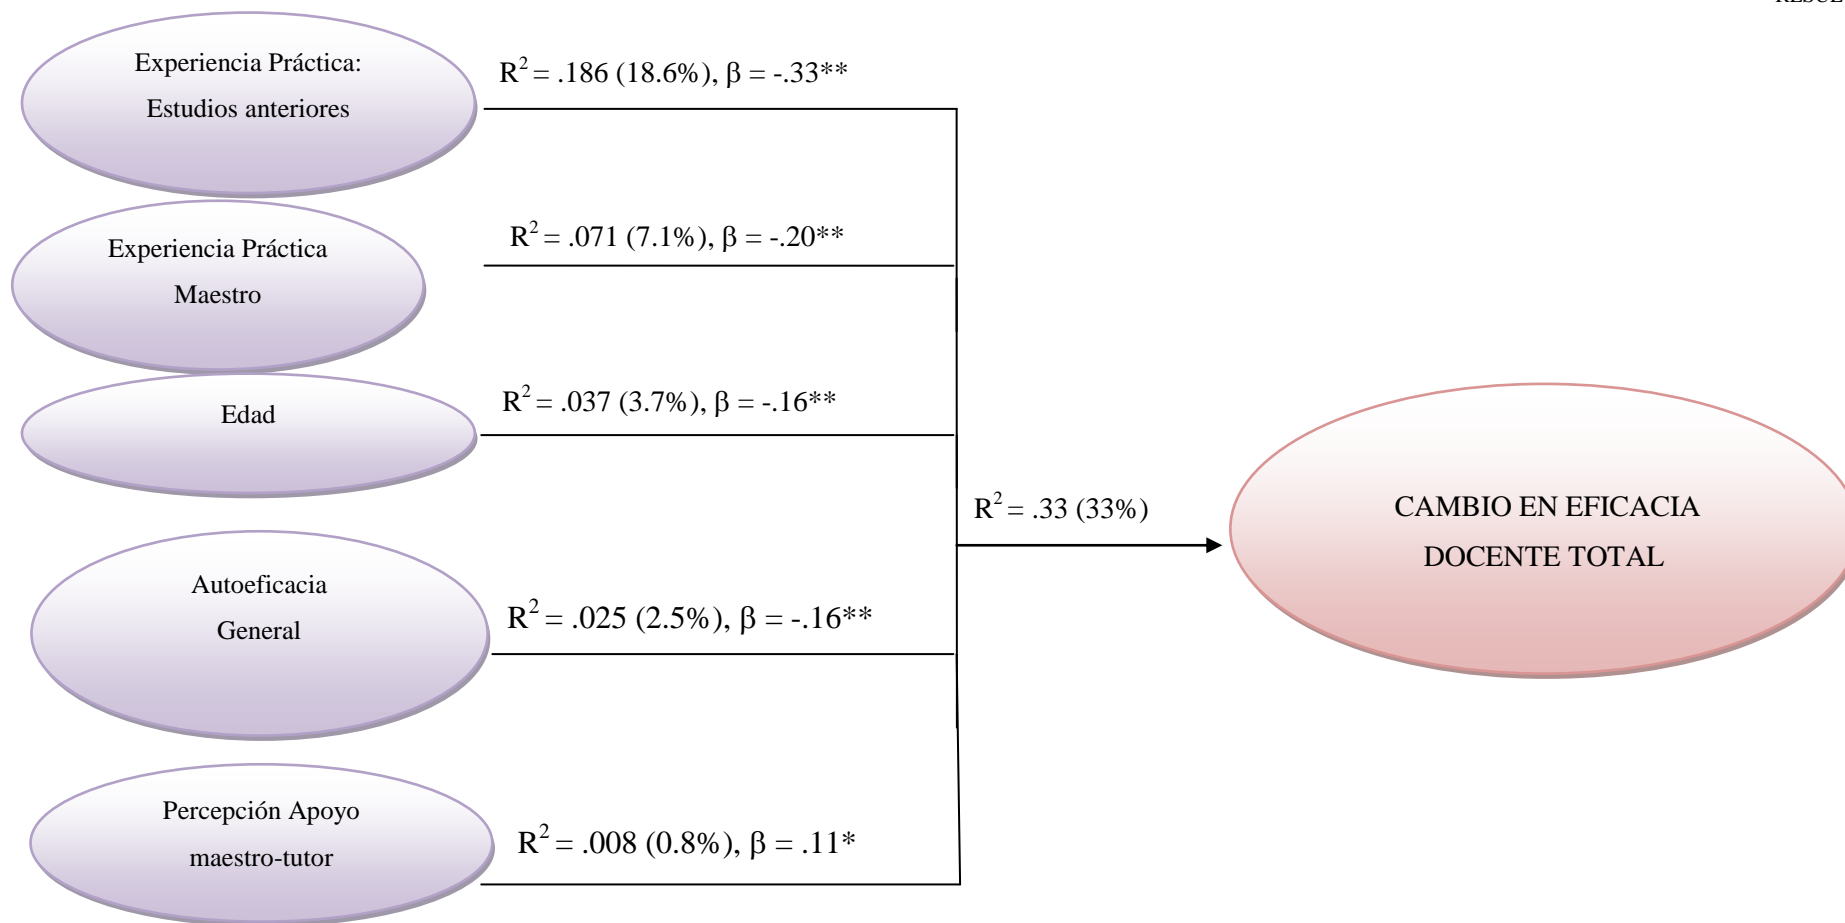 Experiencia Práctica:
Estudios anteriores
R² = .186 (18.6%), β = -.33**
Experiencia Práctica
Maestro
R² = .071 (7.1%), β = -.20**
Edad
R² = .037 (3.7%), β = -.16**
Autoeficacia
General
R² = .025 (2.5%), β = -.16**
Percepción Apoyo
maestro-tutor
R² = .008 (0.8%), β = .11*
R² = .33 (33%)
CAMBIO EN EFICACIA
DOCENTE TOTAL